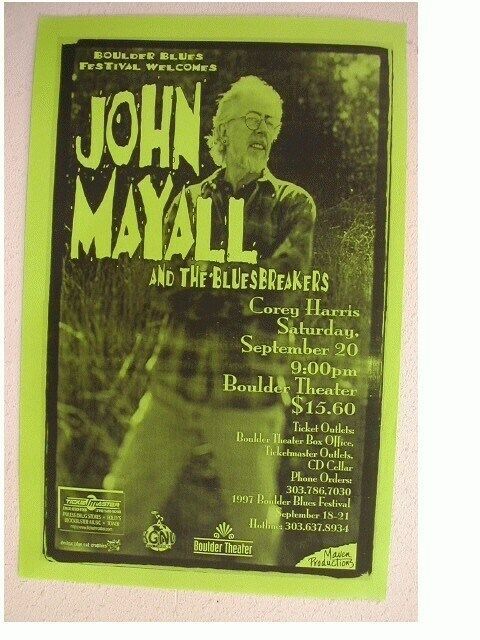 BOULDER BLUES
FESTIVAL WELCOMES
JOHN
MAYALL
AND THE BLUESBREAKERS
Corey Harris
Saturday,
September 20
9:00pm
Boulder Theater
$15.60
Ticket Outlets:
Boulder Theater Box Office,
Ticketmaster Outlets,
CD Cellar
Phone Orders:
303.786.7030
1997 Boulder Blues Festival
September 18-21
Hotline: 303.637.8934
TICKETMASTER
Boulder Theater
Maven
Productions